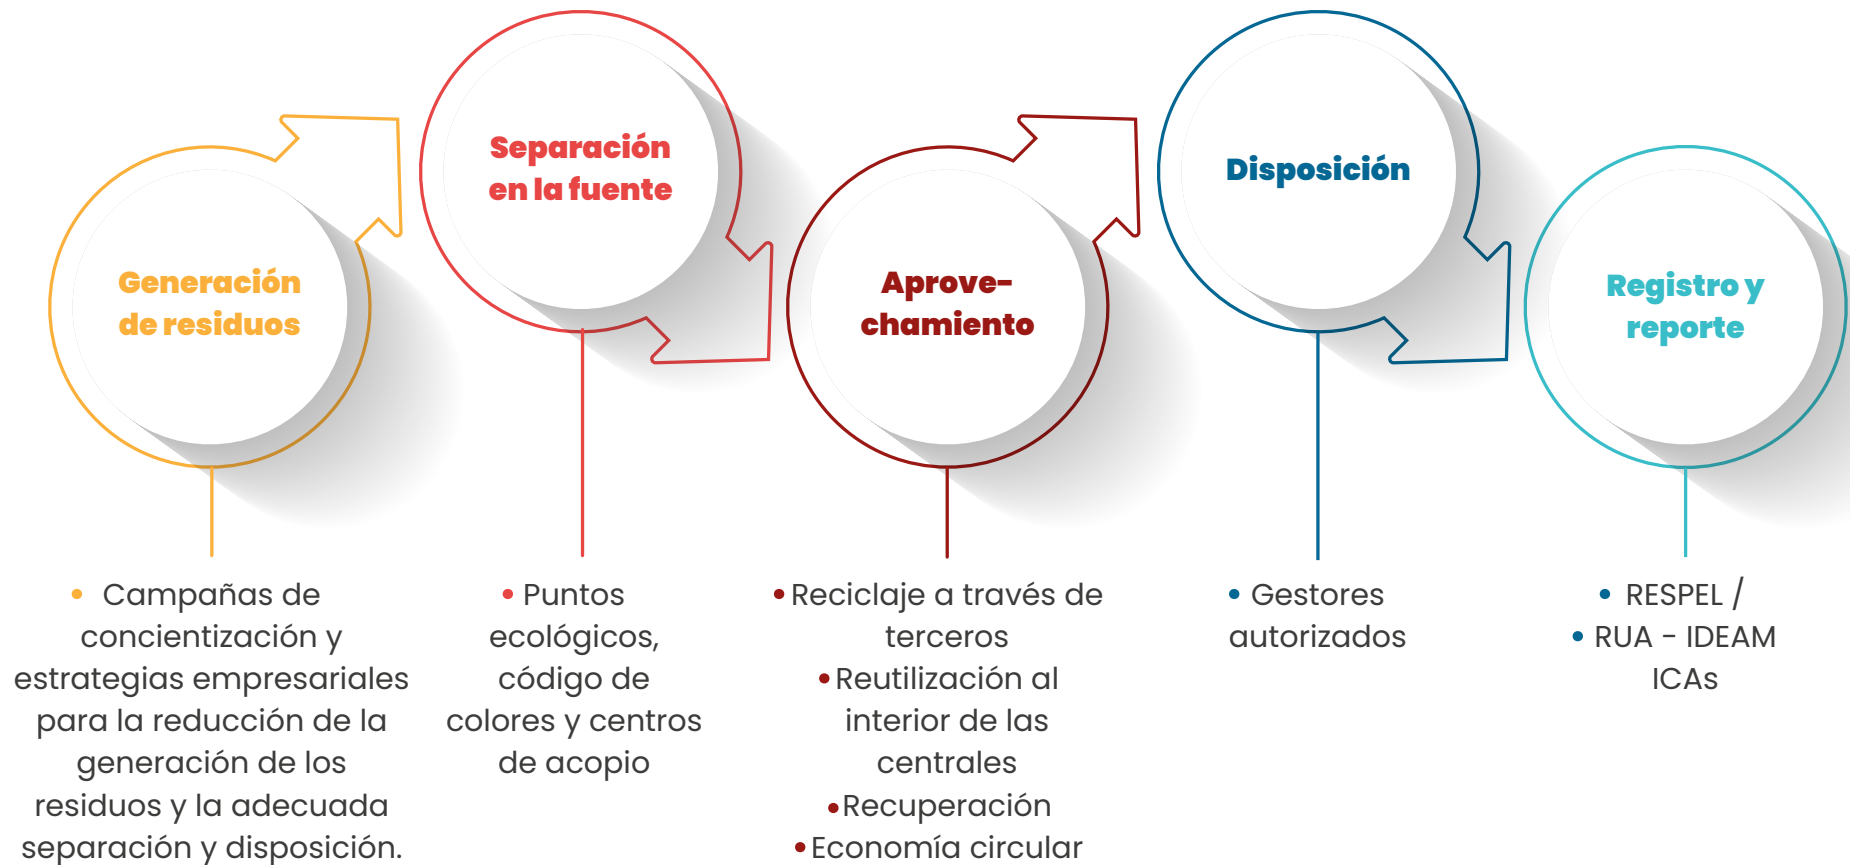 Generación
de residuos
Separación
en la fuente
Aprove-
chamiento
Disposición
Registro y
reporte
• Campañas de
concientización y
estrategias empresariales
para la reducción de la
generación de los
residuos y la adecuada
separación y disposición.
• Puntos
ecológicos,
código de
colores y centros
de acopio
• Reciclaje a través de
terceros
• Reutilización al
interior de las
centrales
• Recuperación
• Economía circular
• Gestores
autorizados
• RESPEL /
• RUA - IDEAM
ICAs